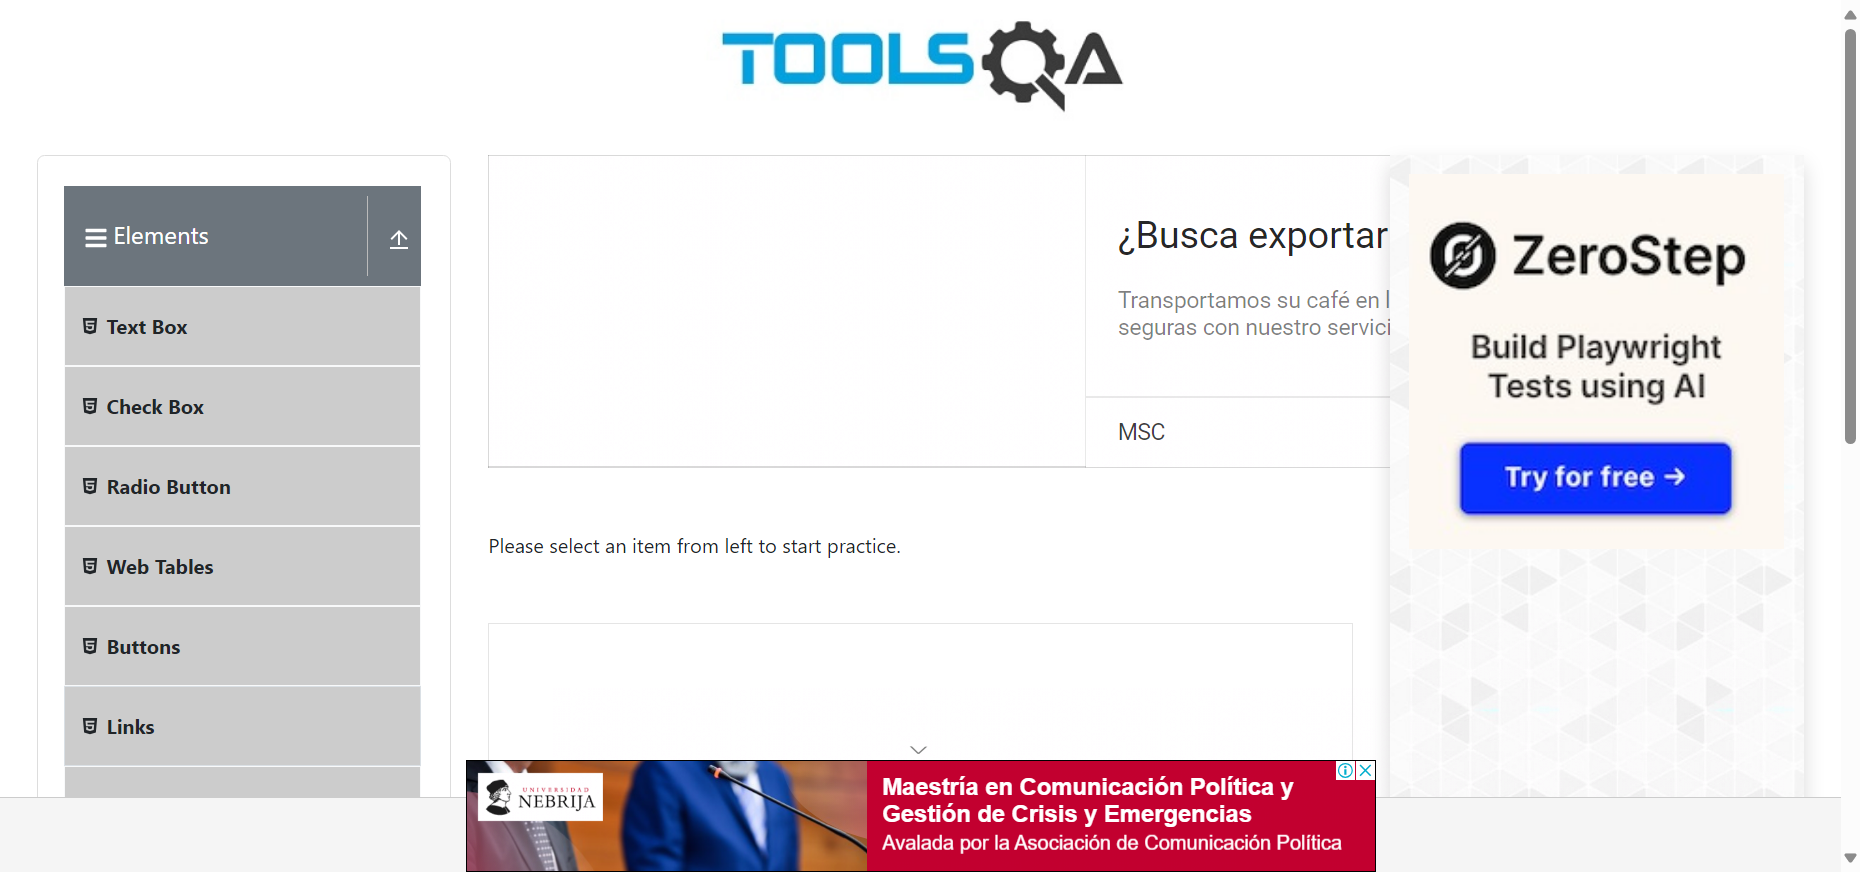 TOOLSQA
Elements
Text Box
Check Box
Radio Button
Web Tables
Buttons
Links
¿Busca exportar
Transportamos su café en l
seguras con nuestro servici
MSC
Please select an item from left to start practice.
ZeroStep
Build Playwright
Tests using AI
Try for free →
UNIVERSIDAD
NEBRIJA
Maestría en Comunicación Política y
Gestión de Crisis y Emergencias
Avalada por la Asociación de Comunicación Política